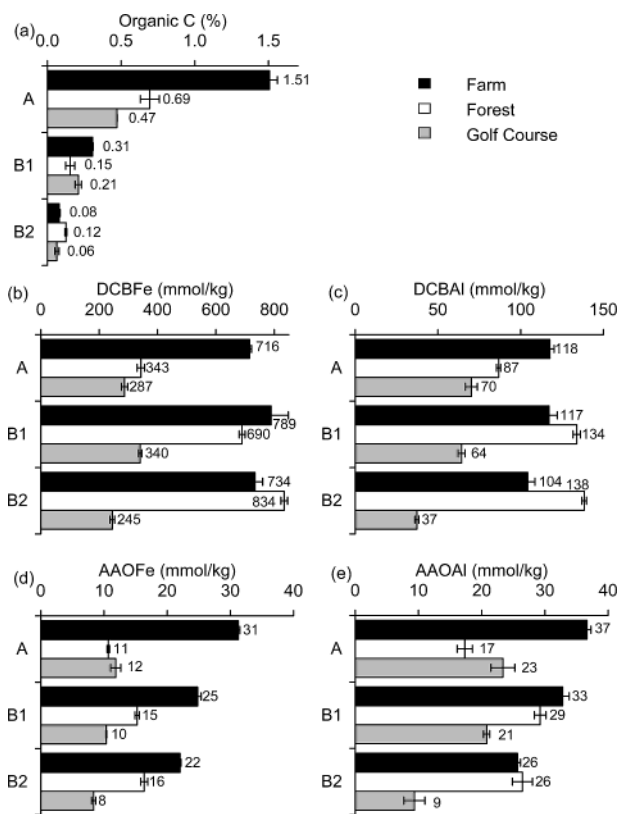 (a)
Organic C (%)
0.0 0.5 1.0 1.5
A
1.51
0.69
0.47
B1
0.31
0.15
0.21
B2
0.08
0.12
0.06
Farm
Forest
Golf Course
(b)
DCBFe (mmol/kg)
0 200 400 600 800
A
716
343
287
B1
789
690
340
B2
734
834
245
(c)
DCBAl (mmol/kg)
0 50 100 150
A
118
87
70
B1
117
134
64
B2
104
138
37
(d)
AAOFe (mmol/kg)
0 10 20 30 40
A
31
11
12
B1
25
15
10
B2
22
16
8
(e)
AAOAl (mmol/kg)
0 10 20 30 40
A
37
17
23
B1
33
29
21
B2
26
26
9